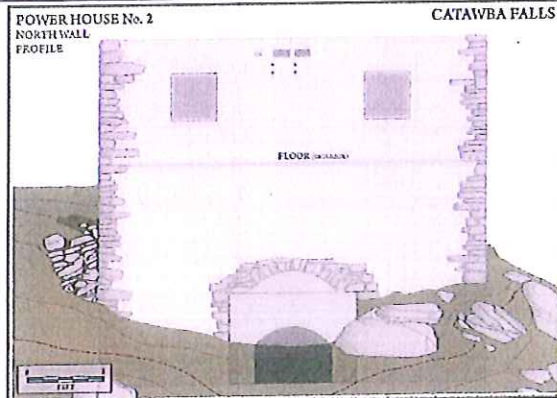 POWER HOUSE No. 2
NORTH WALL
PROFILE
CATAWBA FALLS
FLOOR
FEET